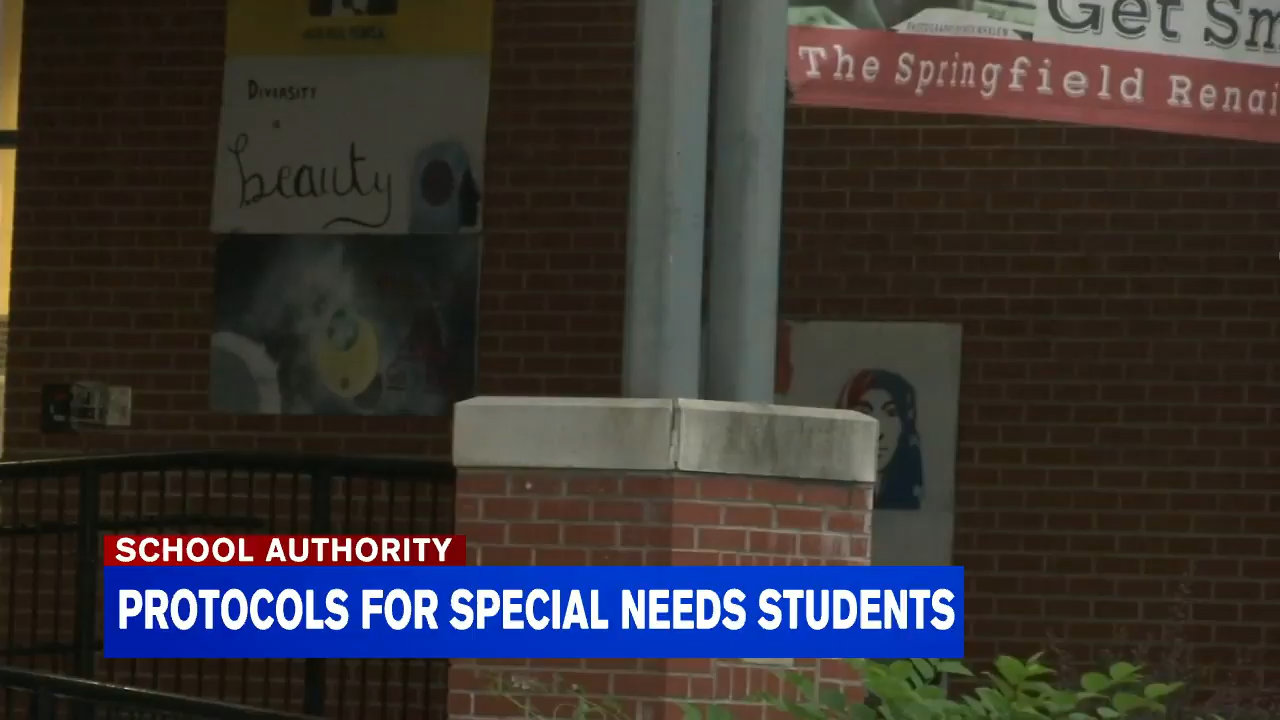 Get Sm
The Springfield Renai
DIVERSITY
beauty
SCHOOL AUTHORITY
PROTOCOLS FOR SPECIAL NEEDS STUDENTS